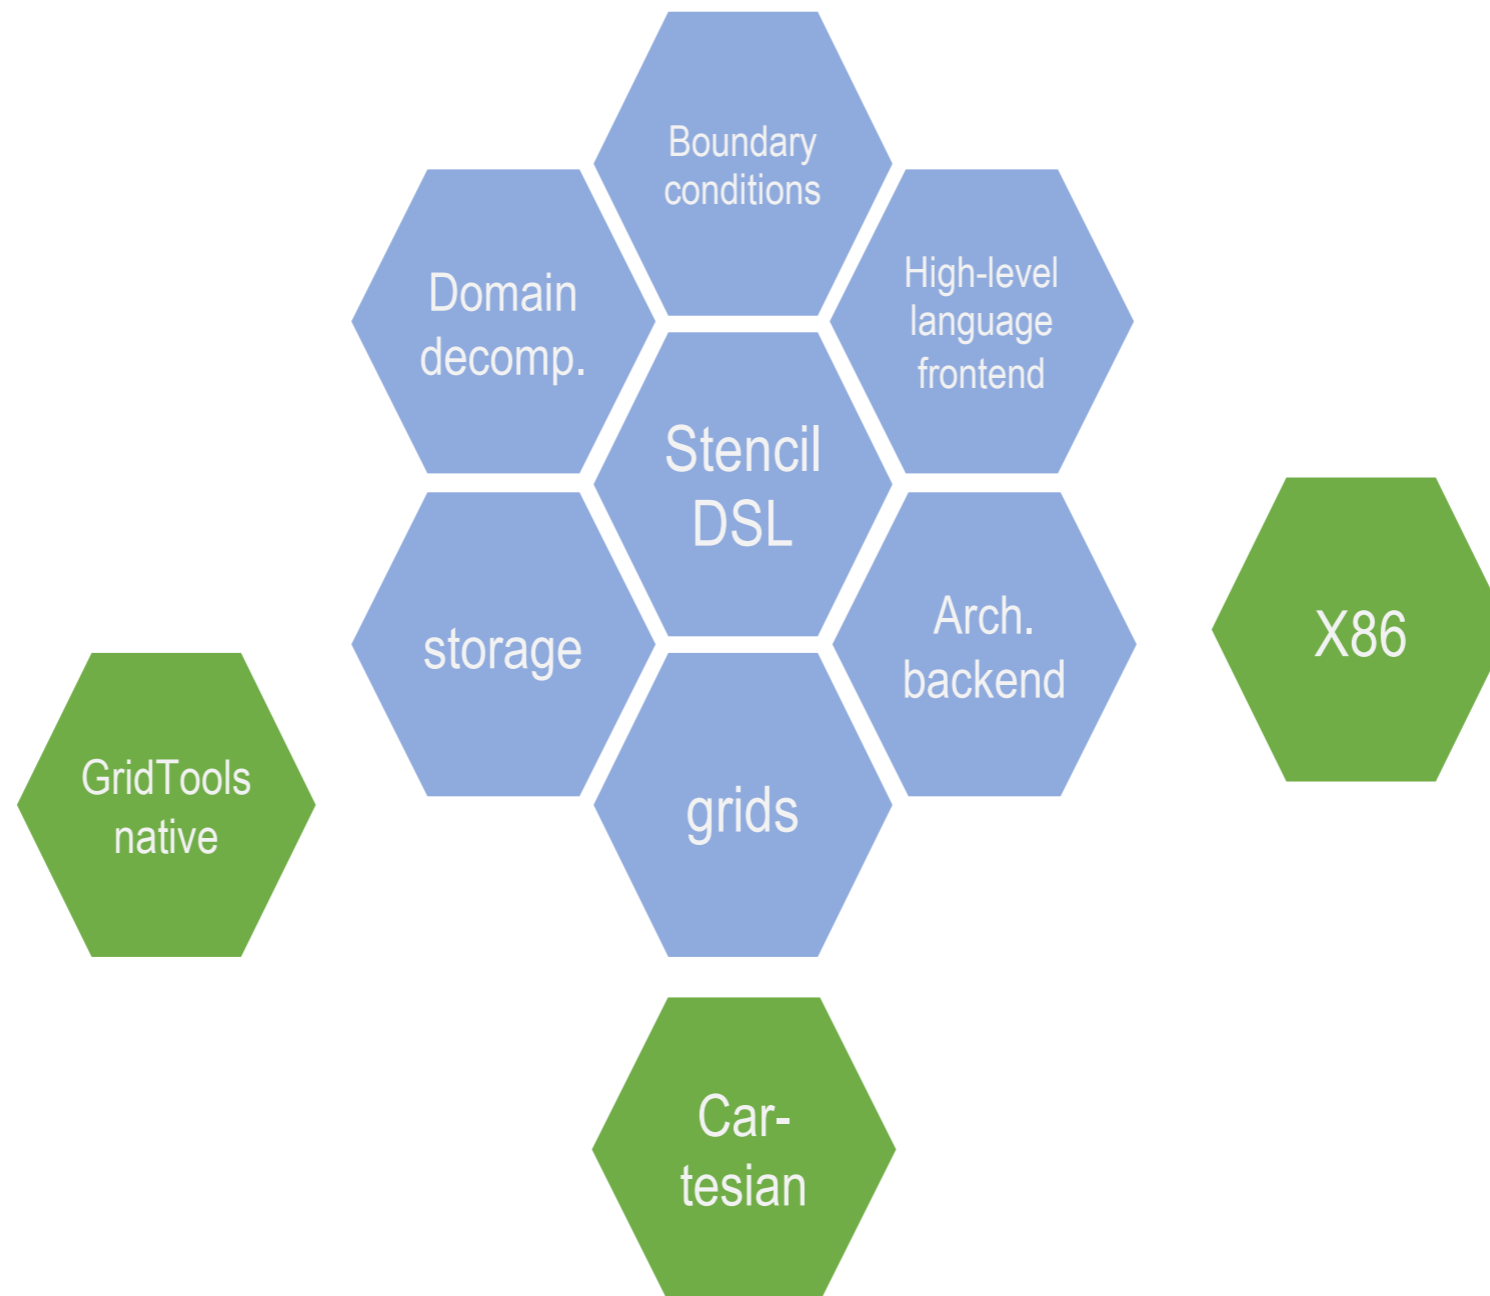 Boundary
conditions
Domain
decomp.
High-level
language
frontend
Stencil
DSL
storage
Arch.
backend
X86
GridTools
native
grids
Car-
tesian